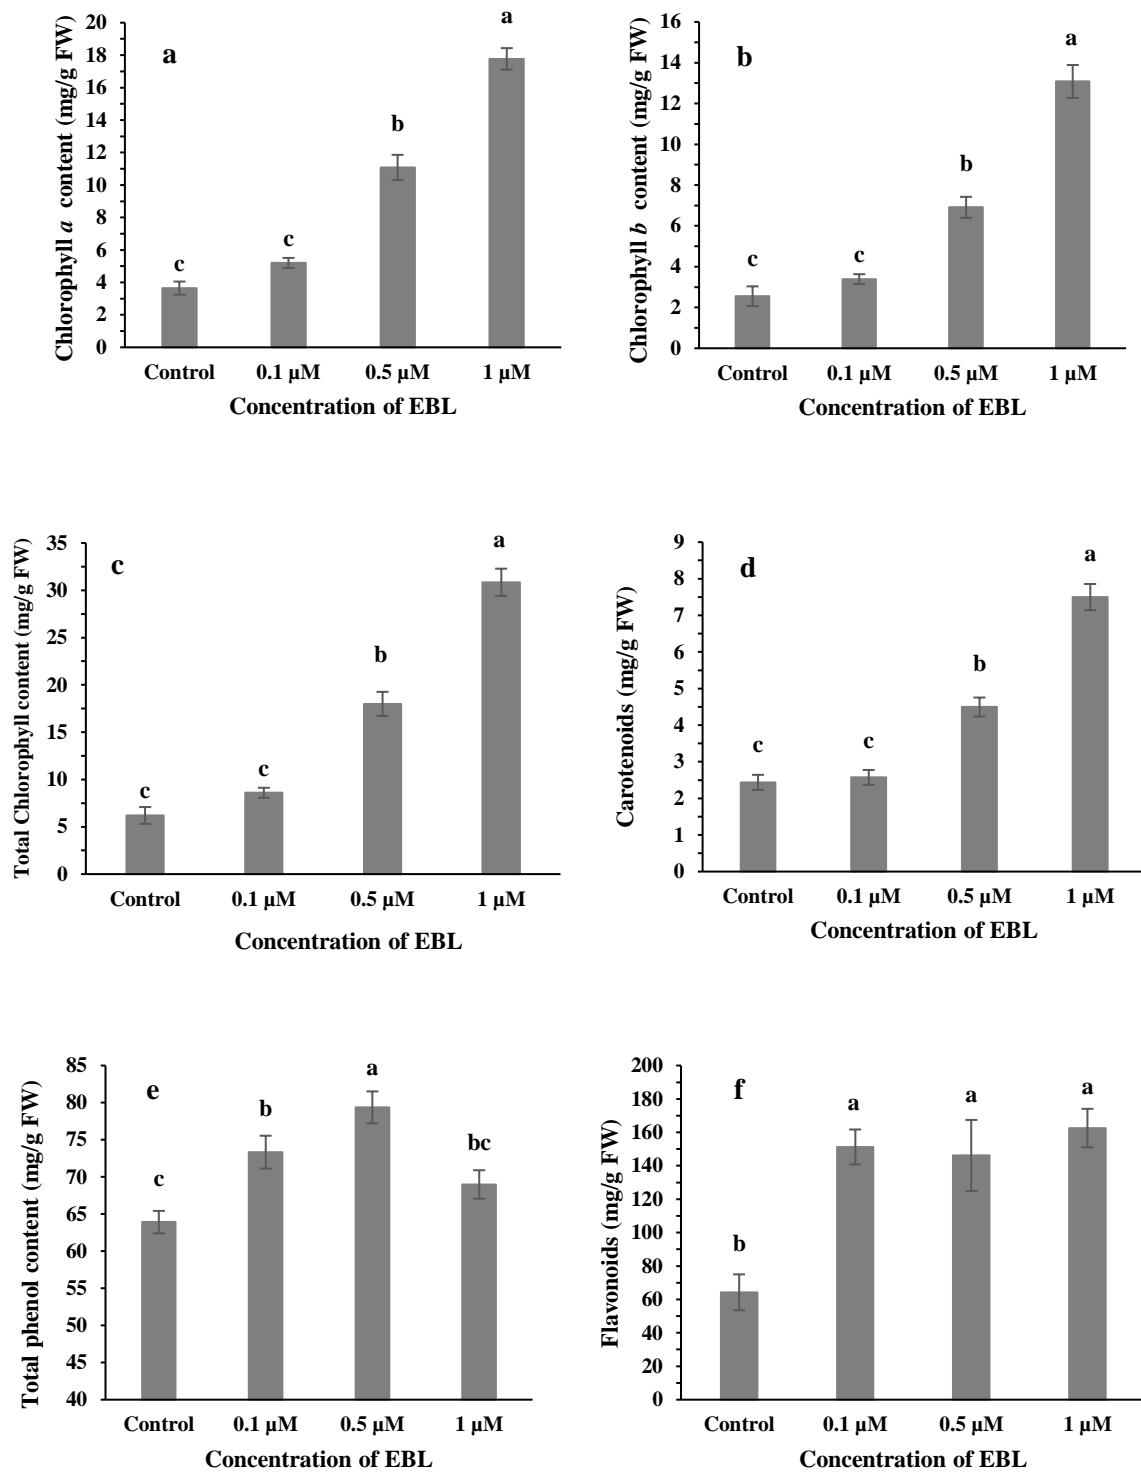 a
Chlorophyll a content (mg/g FW)
20
18
16
14
12
10
8
6
4
2
0
c
c
b
a
Control
0.1 µM
0.5 µM
1 µM
Concentration of EBL
b
Chlorophyll b content (mg/g FW)
16
14
12
10
8
6
4
2
0
c
c
b
a
Control
0.1 µM
0.5 µM
1 µM
Concentration of EBL
c
Total Chlorophyll content (mg/g FW)
35
30
25
20
15
10
5
0
c
c
b
a
Control
0.1 µM
0.5 µM
1 µM
Concentration of EBL
d
Carotenoids (mg/g FW)
9
8
7
6
5
4
3
2
1
0
c
c
b
a
Control
0.1 µM
0.5 µM
1 µM
Concentration of EBL
e
Total phenol content (mg/g FW)
85
80
75
70
65
60
55
50
45
40
c
b
a
bc
Control
0.1 µM
0.5 µM
1 µM
Concentration of EBL
f
Flavonoids (mg/g FW)
200
180
160
140
120
100
80
60
40
20
0
b
a
a
a
Control
0.1 µM
0.5 µM
1 µM
Concentration of EBL